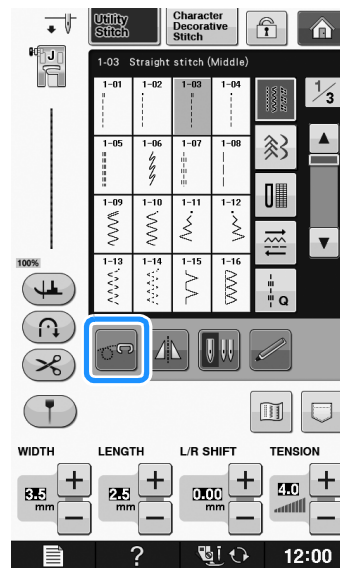 Utility
Stitch
Character
Decorative
Stitch
J
1-03 Straight stitch (Middle)
1/3
1-01 1-02 1-03 1-04
1-05 1-06 1-07 1-08
1-09 1-10 1-11 1-12
1-13 1-14 1-15 1-16
Q
100%
WIDTH LENGTH L/R SHIFT TENSION
3.5 mm
2.5 mm
0.00 mm
4.0
+ + + +
− − − −
? 12:00